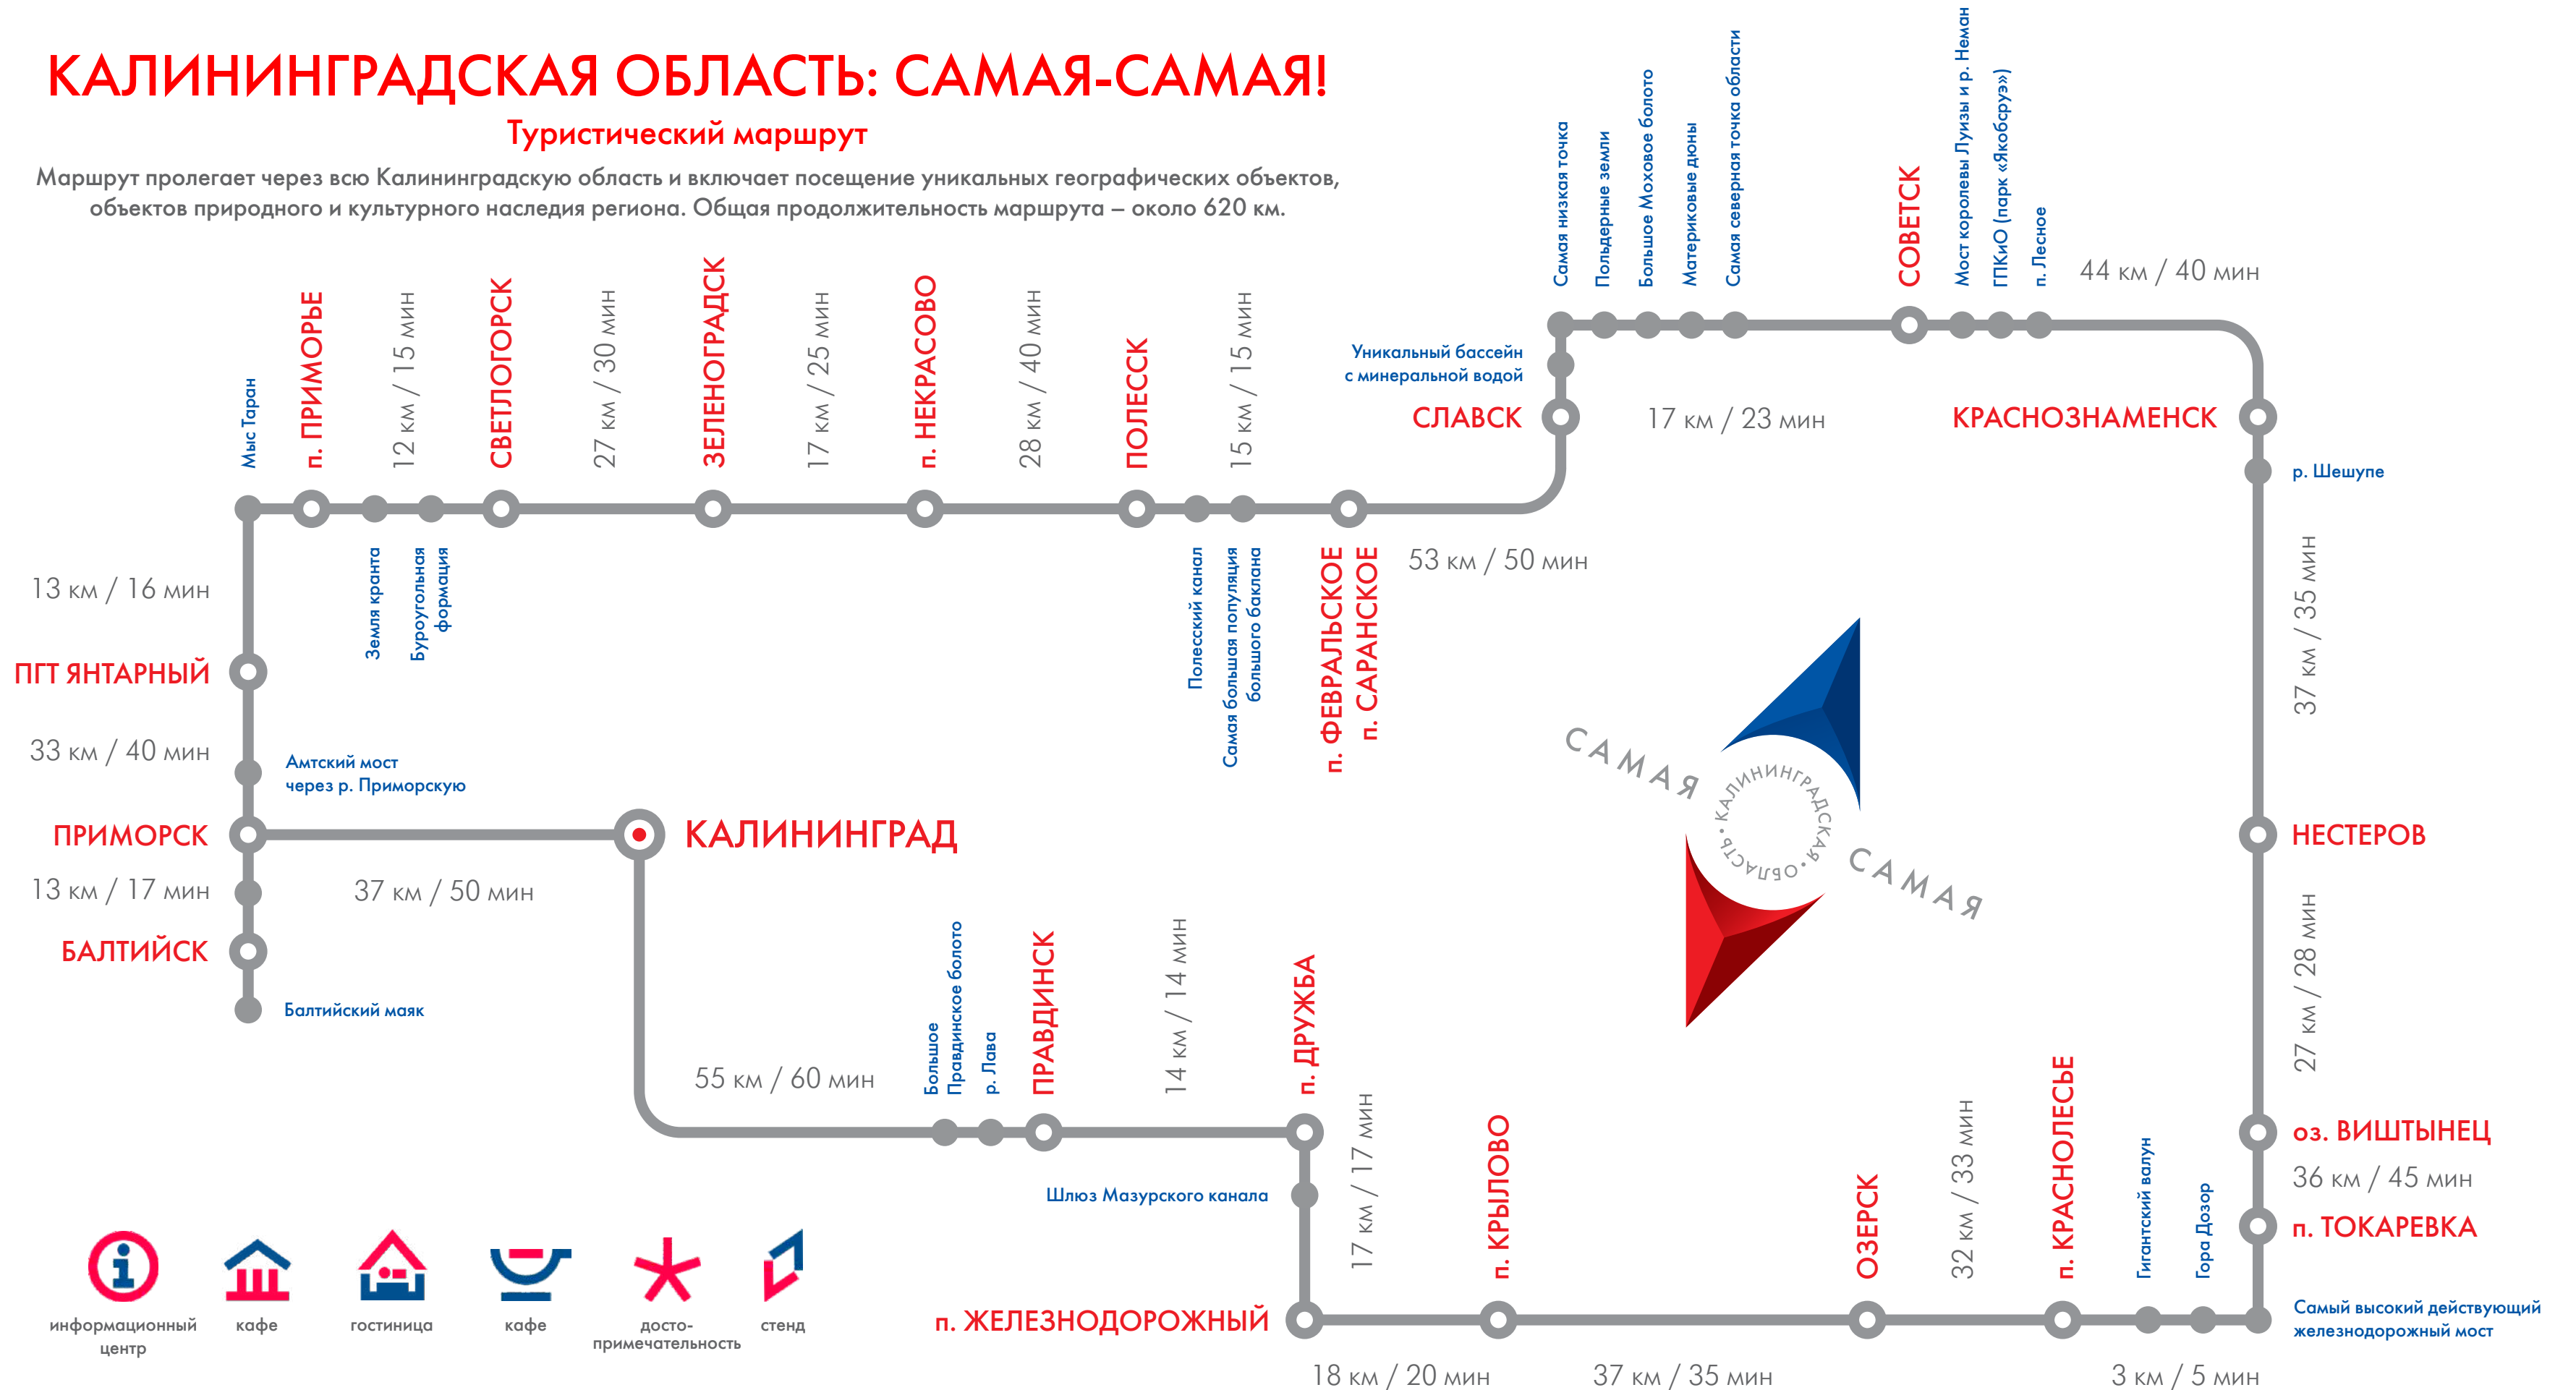 КАЛИНИНГРАДСКАЯ ОБЛАСТЬ: САМАЯ-САМАЯ!
Туристический маршрут
Маршрут пролегает через всю Калининградскую область и включает посещение уникальных географических объектов,
объектов природного и культурного наследия региона. Общая продолжительность маршрута – около 620 км.
Мыс Таран
п. ПРИМОРЬЕ
12 км / 15 мин
СВЕТЛОГОРСК
27 км / 30 мин
ЗЕЛЕНОГРАДСК
17 км / 25 мин
п. НЕКРАСОВО
28 км / 40 мин
ПОЛЕССК
15 км / 15 мин
Земля кранта
Буроугольная
формация
Полесский канал
Самая большая популяция
большого баклана
п. ФЕВРАЛЬСКОЕ
п. САРАНСКОЕ
53 км / 50 мин
Уникальный бассейн
с минеральной водой
СЛАВСК
17 км / 23 мин
Самая низкая точка
Польдерные земли
Большое Моховое болото
Материковые дюны
Самая северная точка области
СОВЕТСК
Мост королевы Луизы и р. Неман
ГПКиО (парк «Якобсруэ»)
п. Лесное
44 км / 40 мин
КРАСНОЗНАМЕНСК
р. Шешупе
37 км / 35 мин
НЕСТЕРОВ
27 км / 28 мин
оз. ВИШТЫНЕЦ
36 км / 45 мин
п. ТОКАРЕВКА
Самый высокий действующий
железнодорожный мост
13 км / 16 мин
ПГТ ЯНТАРНЫЙ
33 км / 40 мин
Амтский мост
через р. Приморскую
ПРИМОРСК
13 км / 17 мин
37 км / 50 мин
КАЛИНИНГРАД
БАЛТИЙСК
Балтийский маяк
55 км / 60 мин
Большое
Правдинское болото
р. Лава
ПРАВДИНСК
14 км / 14 мин
п. ДРУЖБА
Шлюз Мазурского канала
17 км / 17 мин
п. ЖЕЛЕЗНОДОРОЖНЫЙ
18 км / 20 мин
п. КРЫЛОВО
37 км / 35 мин
ОЗЕРСК
32 км / 33 мин
п. КРАСНОЛЕСЬЕ
Гигантский валун
Гора Дозор
3 км / 5 мин
САМАЯ
КАЛИНИНГРАДСКАЯ • ОБЛАСТЬ •
САМАЯ
информационный
центр
кафе
гостиница
кафе
досто-
примечательность
стенд